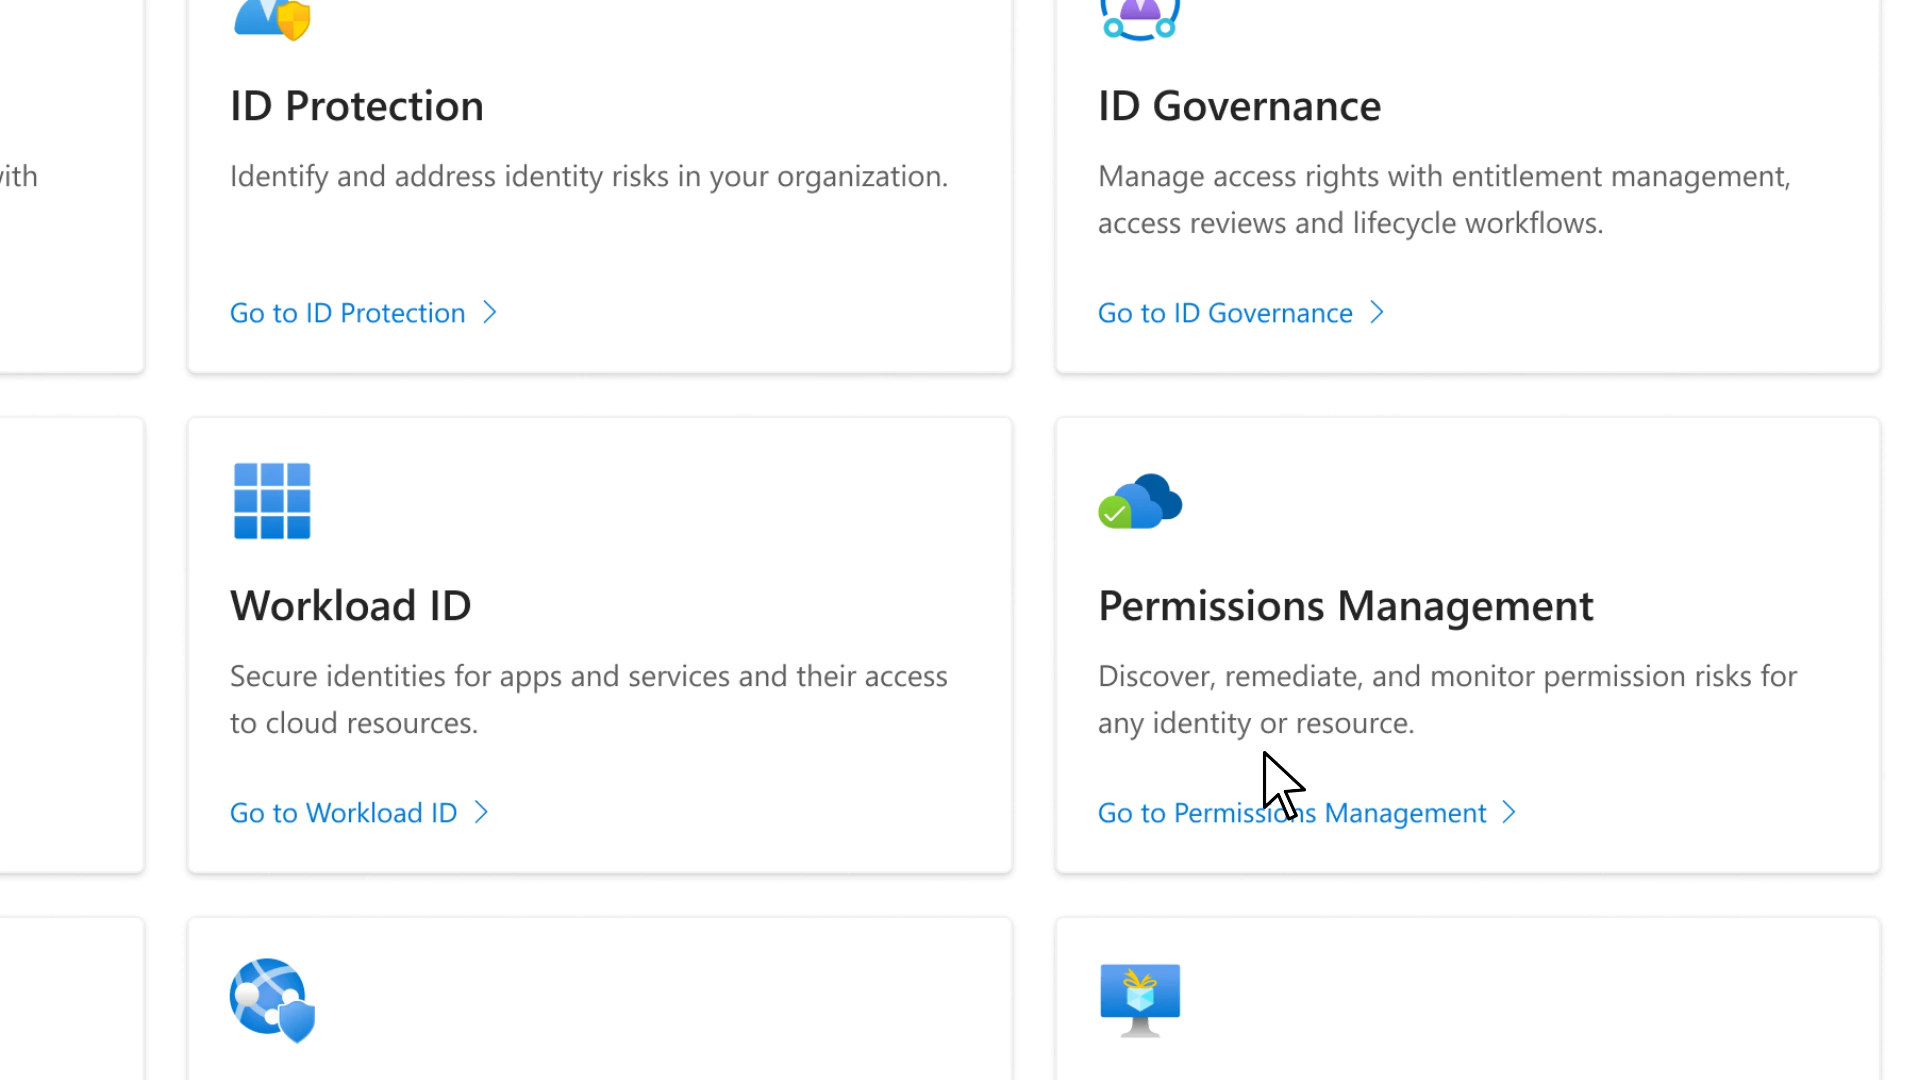 ID Protection
Identify and address identity risks in your organization.
Go to ID Protection
ID Governance
Manage access rights with entitlement management,
access reviews and lifecycle workflows.
Go to ID Governance
Workload ID
Secure identities for apps and services and their access
to cloud resources.
Go to Workload ID
Permissions Management
Discover, remediate, and monitor permission risks for
any identity or resource.
Go to Permissions Management